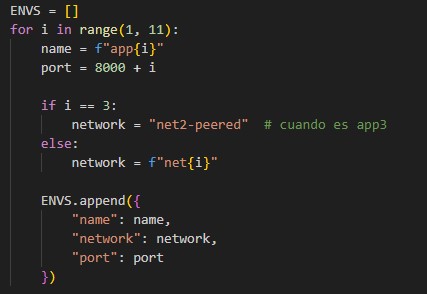 ENVS = []
for i in range(1, 11):
    name = f"app{i}"
    port = 8000 + i

    if i == 3:
        network = "net2-peered"  # cuando es app3
    else:
        network = f"net{i}"

    ENVS.append({
        "name": name,
        "network": network,
        "port": port
    })